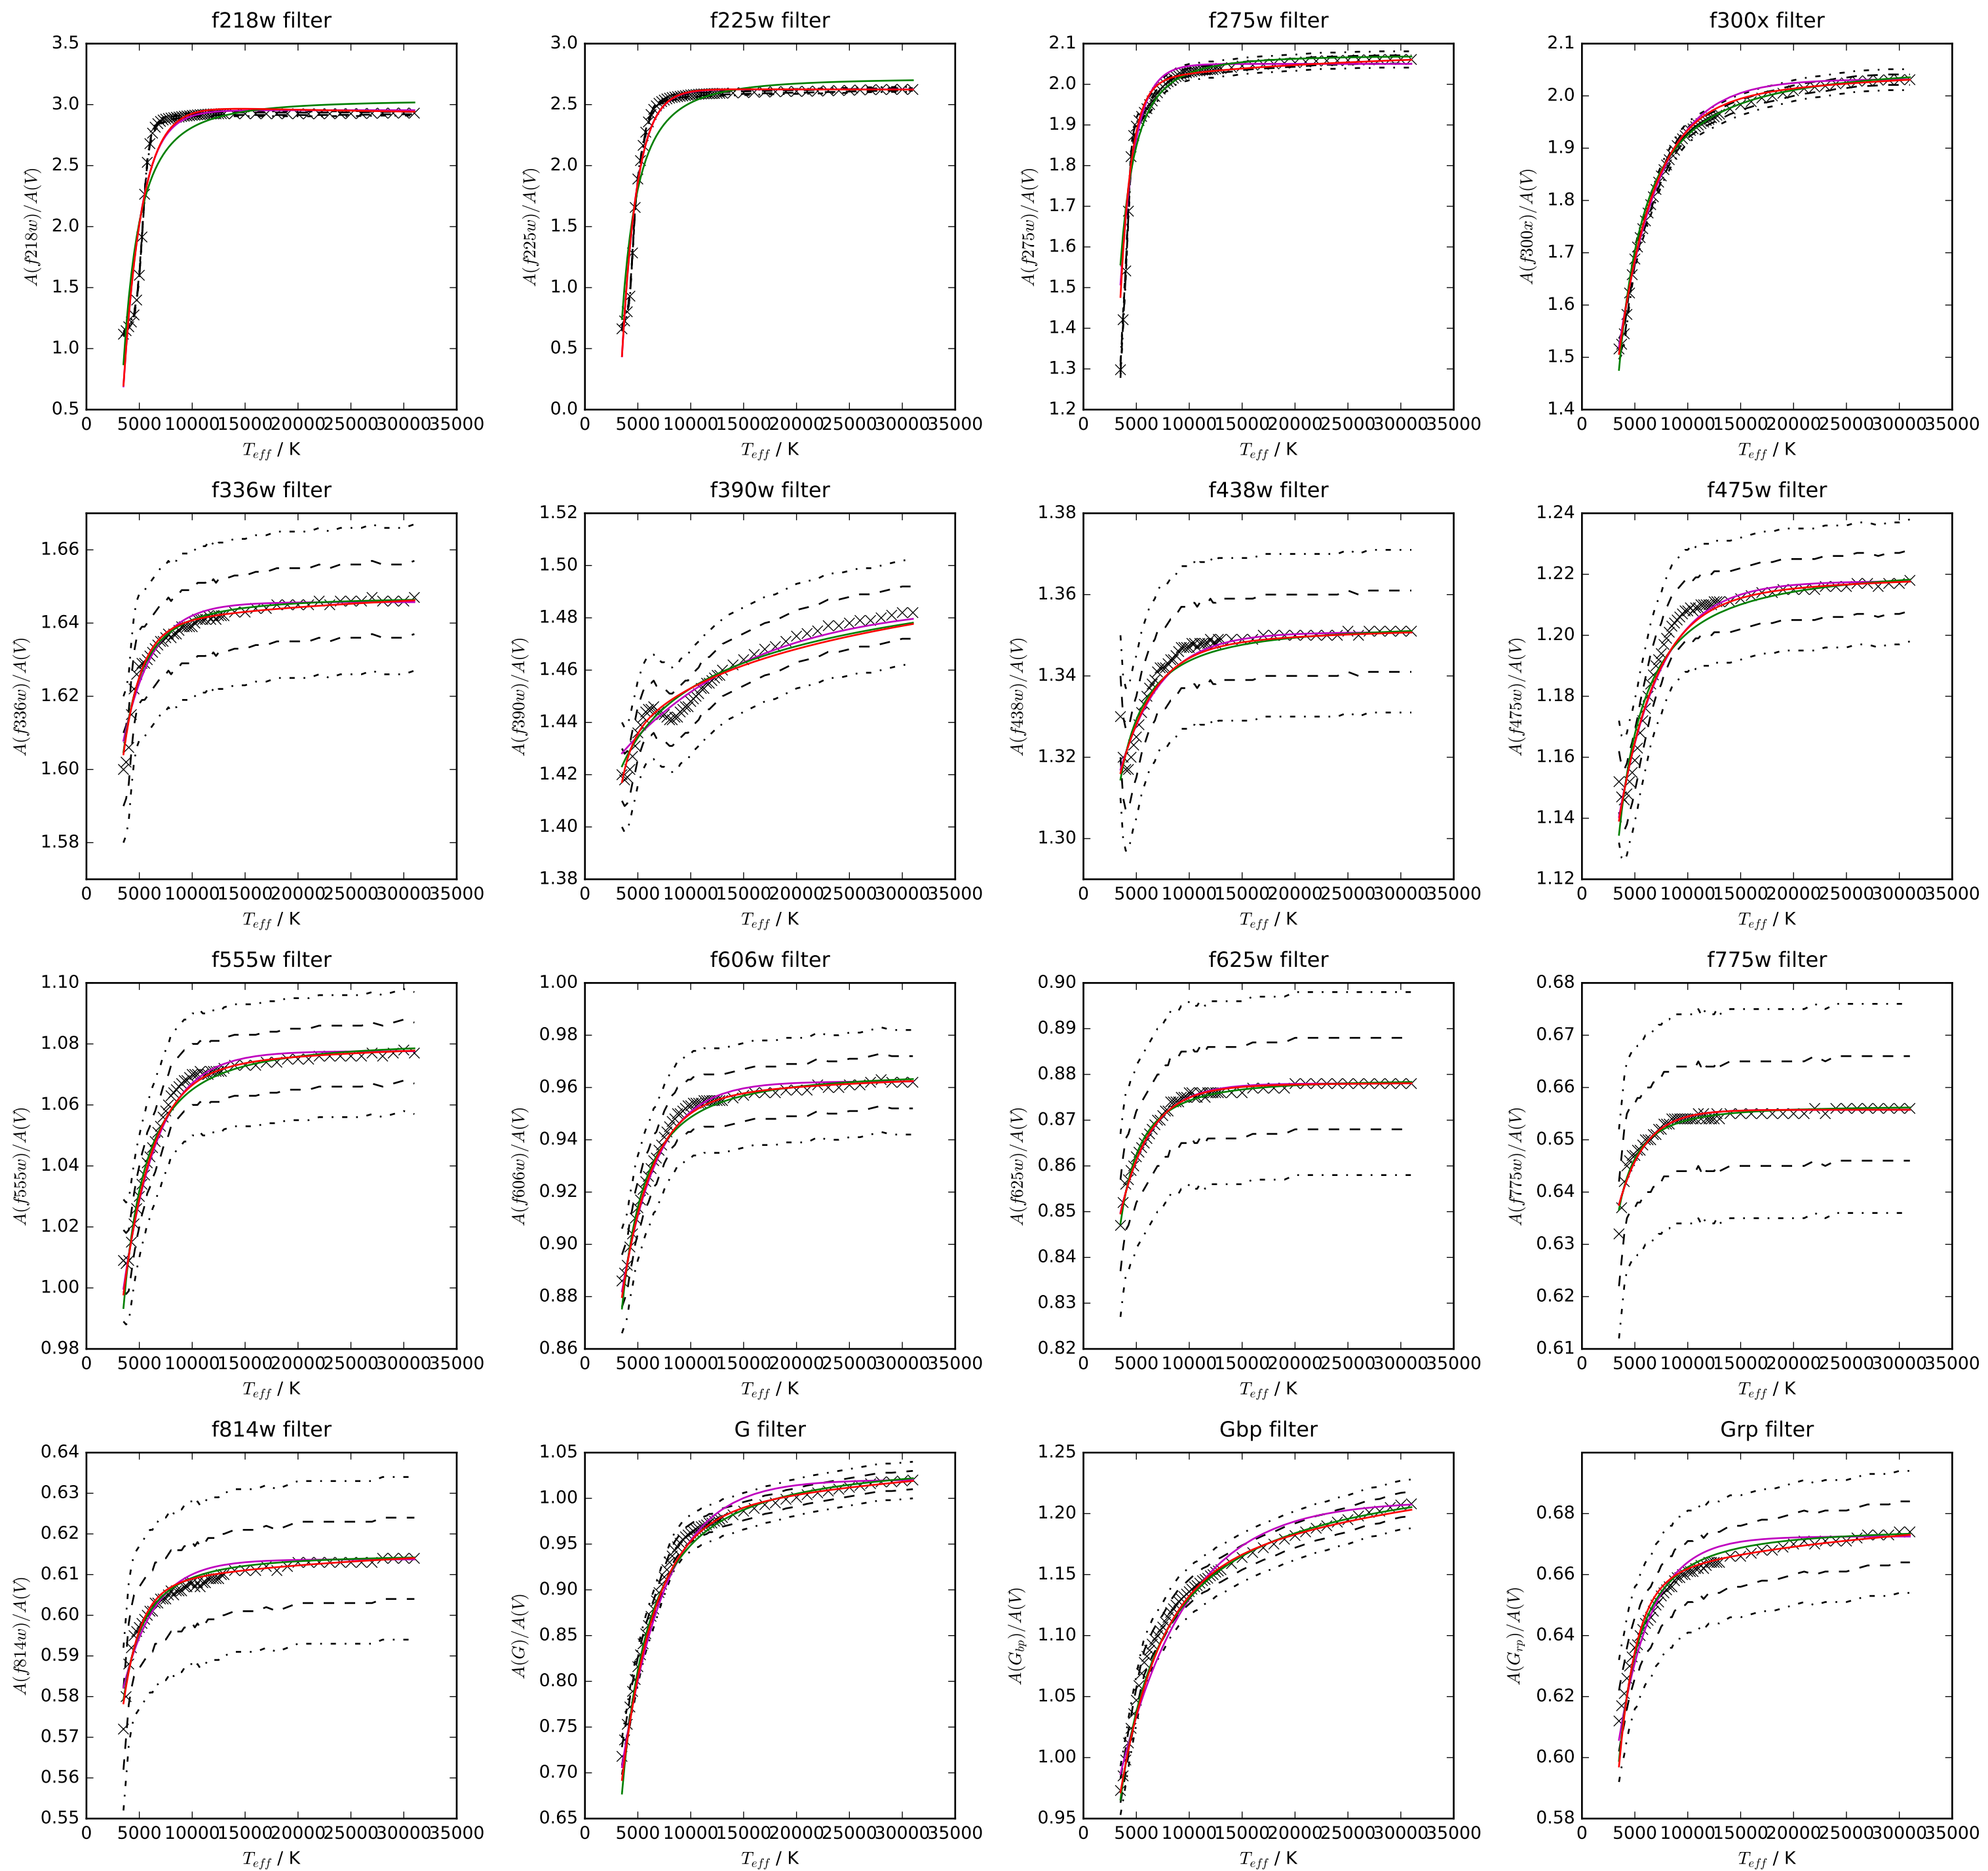 f218w filter
f225w filter
f275w filter
f300x filter
3.5
3.0
2.5
2.0
1.5
1.0
0.5
A(f218w)/A(V)
0 5000 10000 15000 20000 25000 30000 35000
T_eff / K
3.0
2.5
2.0
1.5
1.0
0.5
0.0
A(f225w)/A(V)
0 5000 10000 15000 20000 25000 30000 35000
T_eff / K
2.1
2.0
1.9
1.8
1.7
1.6
1.5
1.4
1.3
1.2
A(f275w)/A(V)
0 5000 10000 15000 20000 25000 30000 35000
T_eff / K
2.1
2.0
1.9
1.8
1.7
1.6
1.5
1.4
A(f300x)/A(V)
0 5000 10000 15000 20000 25000 30000 35000
T_eff / K
f336w filter
f390w filter
f438w filter
f475w filter
1.66
1.64
1.62
1.60
1.58
A(f336w)/A(V)
0 5000 10000 15000 20000 25000 30000 35000
T_eff / K
1.52
1.50
1.48
1.46
1.44
1.42
1.40
1.38
A(f390w)/A(V)
0 5000 10000 15000 20000 25000 30000 35000
T_eff / K
1.38
1.36
1.34
1.32
1.30
A(f438w)/A(V)
0 5000 10000 15000 20000 25000 30000 35000
T_eff / K
1.24
1.22
1.20
1.18
1.16
1.14
1.12
A(f475w)/A(V)
0 5000 10000 15000 20000 25000 30000 35000
T_eff / K
f555w filter
f606w filter
f625w filter
f775w filter
1.10
1.08
1.06
1.04
1.02
1.00
0.98
A(f555w)/A(V)
0 5000 10000 15000 20000 25000 30000 35000
T_eff / K
1.00
0.98
0.96
0.94
0.92
0.90
0.88
0.86
A(f606w)/A(V)
0 5000 10000 15000 20000 25000 30000 35000
T_eff / K
0.90
0.89
0.88
0.87
0.86
0.85
0.84
0.83
0.82
A(f625w)/A(V)
0 5000 10000 15000 20000 25000 30000 35000
T_eff / K
0.68
0.67
0.66
0.65
0.64
0.63
0.62
0.61
A(f775w)/A(V)
0 5000 10000 15000 20000 25000 30000 35000
T_eff / K
f814w filter
G filter
Gbp filter
Grp filter
0.64
0.63
0.62
0.61
0.60
0.59
0.58
0.57
0.56
0.55
A(f814w)/A(V)
0 5000 10000 15000 20000 25000 30000 35000
T_eff / K
1.05
1.00
0.95
0.90
0.85
0.80
0.75
0.70
0.65
A(G)/A(V)
0 5000 10000 15000 20000 25000 30000 35000
T_eff / K
1.25
1.20
1.15
1.10
1.05
1.00
0.95
A(G_bp)/A(V)
0 5000 10000 15000 20000 25000 30000 35000
T_eff / K
0.68
0.66
0.64
0.62
0.60
0.58
A(G_rp)/A(V)
0 5000 10000 15000 20000 25000 30000 35000
T_eff / K